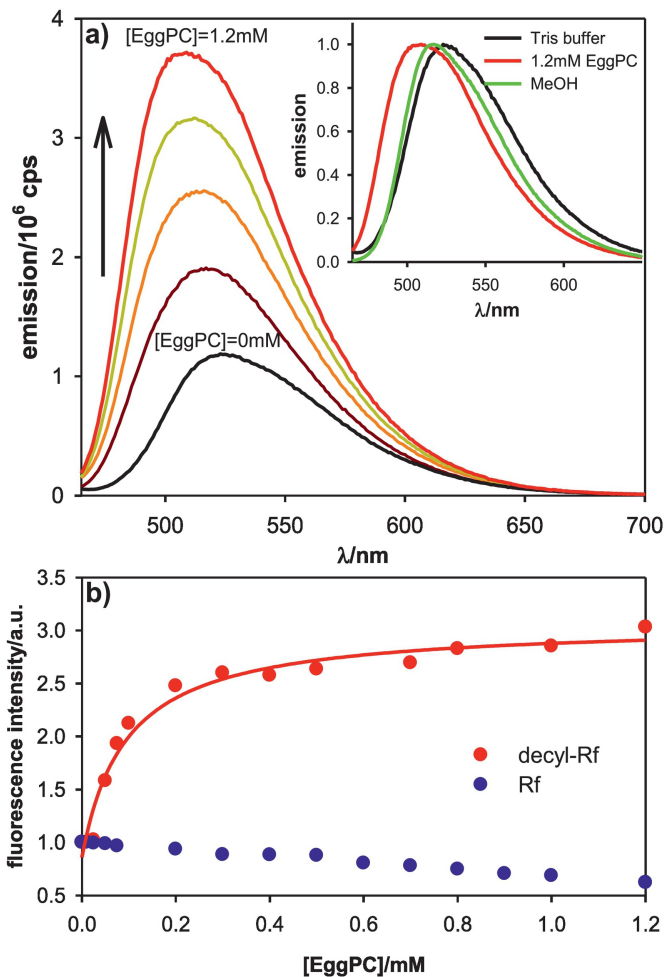 a)
[EggPC]=1.2mM
[EggPC]=0mM
emission/10⁶ cps
4
3
2
1
0
500 550 600 650 700
λ/nm
Tris buffer
1.2mM EggPC
MeOH
emission
1.0
0.8
0.6
0.4
0.2
0.0
500 550 600
λ/nm
b)
fluorescence intensity/a.u.
3.5
3.0
2.5
2.0
1.5
1.0
0.5
decyl-Rf
Rf
0.0 0.2 0.4 0.6 0.8 1.0 1.2
[EggPC]/mM